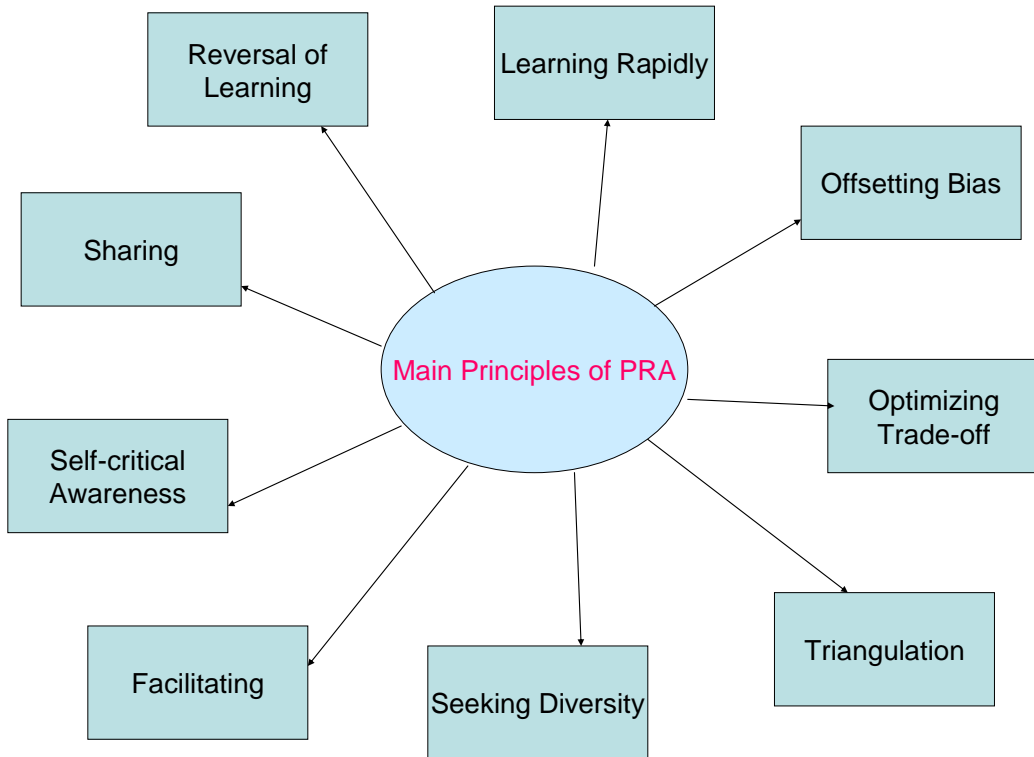 Reversal of
Learning
Learning Rapidly
Offsetting Bias
Sharing
Main Principles of PRA
Optimizing
Trade-off
Self-critical
Awareness
Triangulation
Facilitating
Seeking Diversity